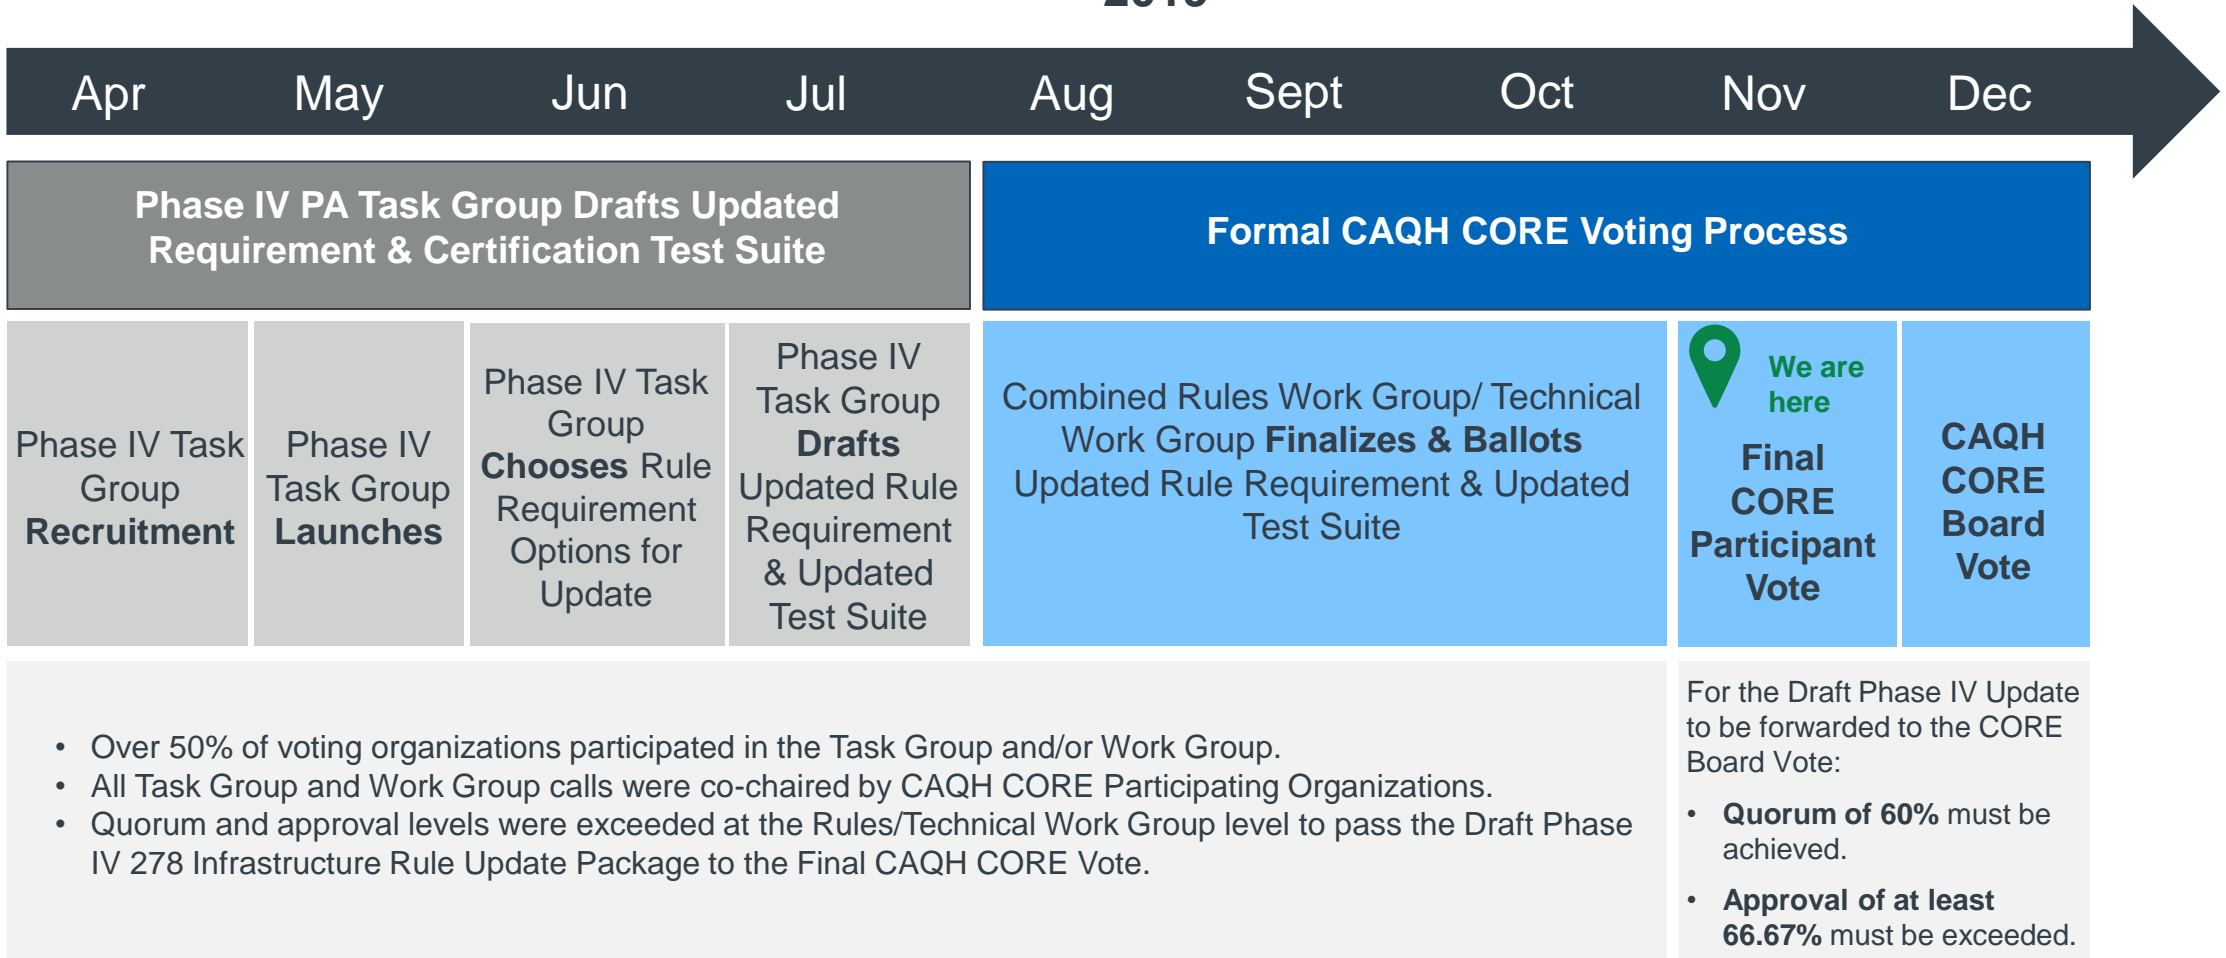 Apr May Jun Jul Aug Sept Oct Nov Dec
Phase IV PA Task Group Drafts Updated
Requirement & Certification Test Suite
Formal CAQH CORE Voting Process
Phase IV Task
Group
Recruitment
Phase IV
Task Group
Launches
Phase IV Task
Group
Chooses Rule
Requirement
Options for
Update
Phase IV
Task Group
Drafts
Updated Rule
Requirement
& Updated
Test Suite
Combined Rules Work Group/ Technical
Work Group Finalizes & Ballots
Updated Rule Requirement & Updated
Test Suite
We are
here
Final
CORE
Participant
Vote
CAQH
CORE
Board
Vote
• Over 50% of voting organizations participated in the Task Group and/or Work Group.
• All Task Group and Work Group calls were co-chaired by CAQH CORE Participating Organizations.
• Quorum and approval levels were exceeded at the Rules/Technical Work Group level to pass the Draft Phase
IV 278 Infrastructure Rule Update Package to the Final CAQH CORE Vote.
For the Draft Phase IV Update
to be forwarded to the CORE
Board Vote:
• Quorum of 60% must be
achieved.
• Approval of at least
66.67% must be exceeded.